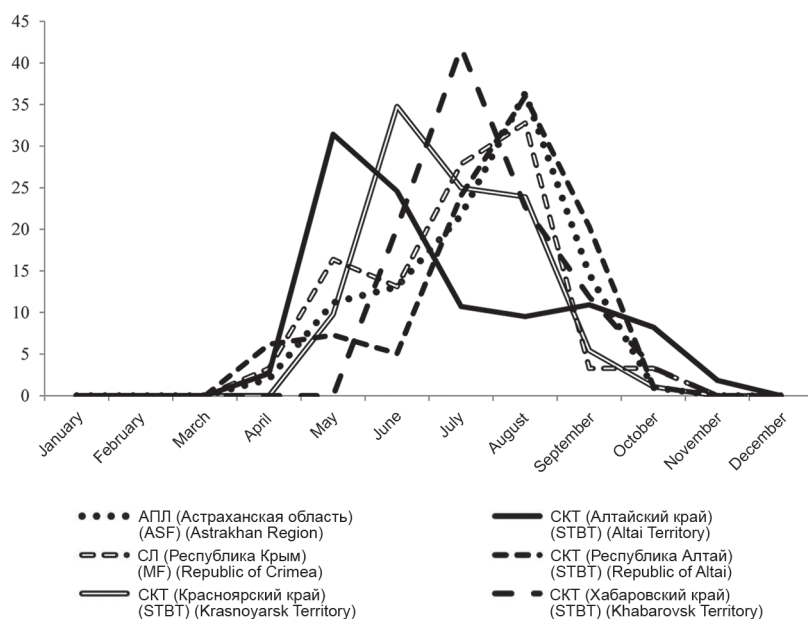 45
40
35
30
25
20
15
10
5
0
January
February
March
April
May
June
July
August
September
October
November
December
АПЛ (Астраханская область)
(ASF) (Astrakhan Region)
СЛ (Республика Крым)
(MF) (Republic of Crimea)
СКТ (Красноярский край)
(STBT) (Krasnoyarsk Territory)
СКТ (Алтайский край)
(STBT) (Altai Territory)
СКТ (Республика Алтай)
(STBT) (Republic of Altai)
СКТ (Хабаровский край)
(STBT) (Khabarovsk Territory)